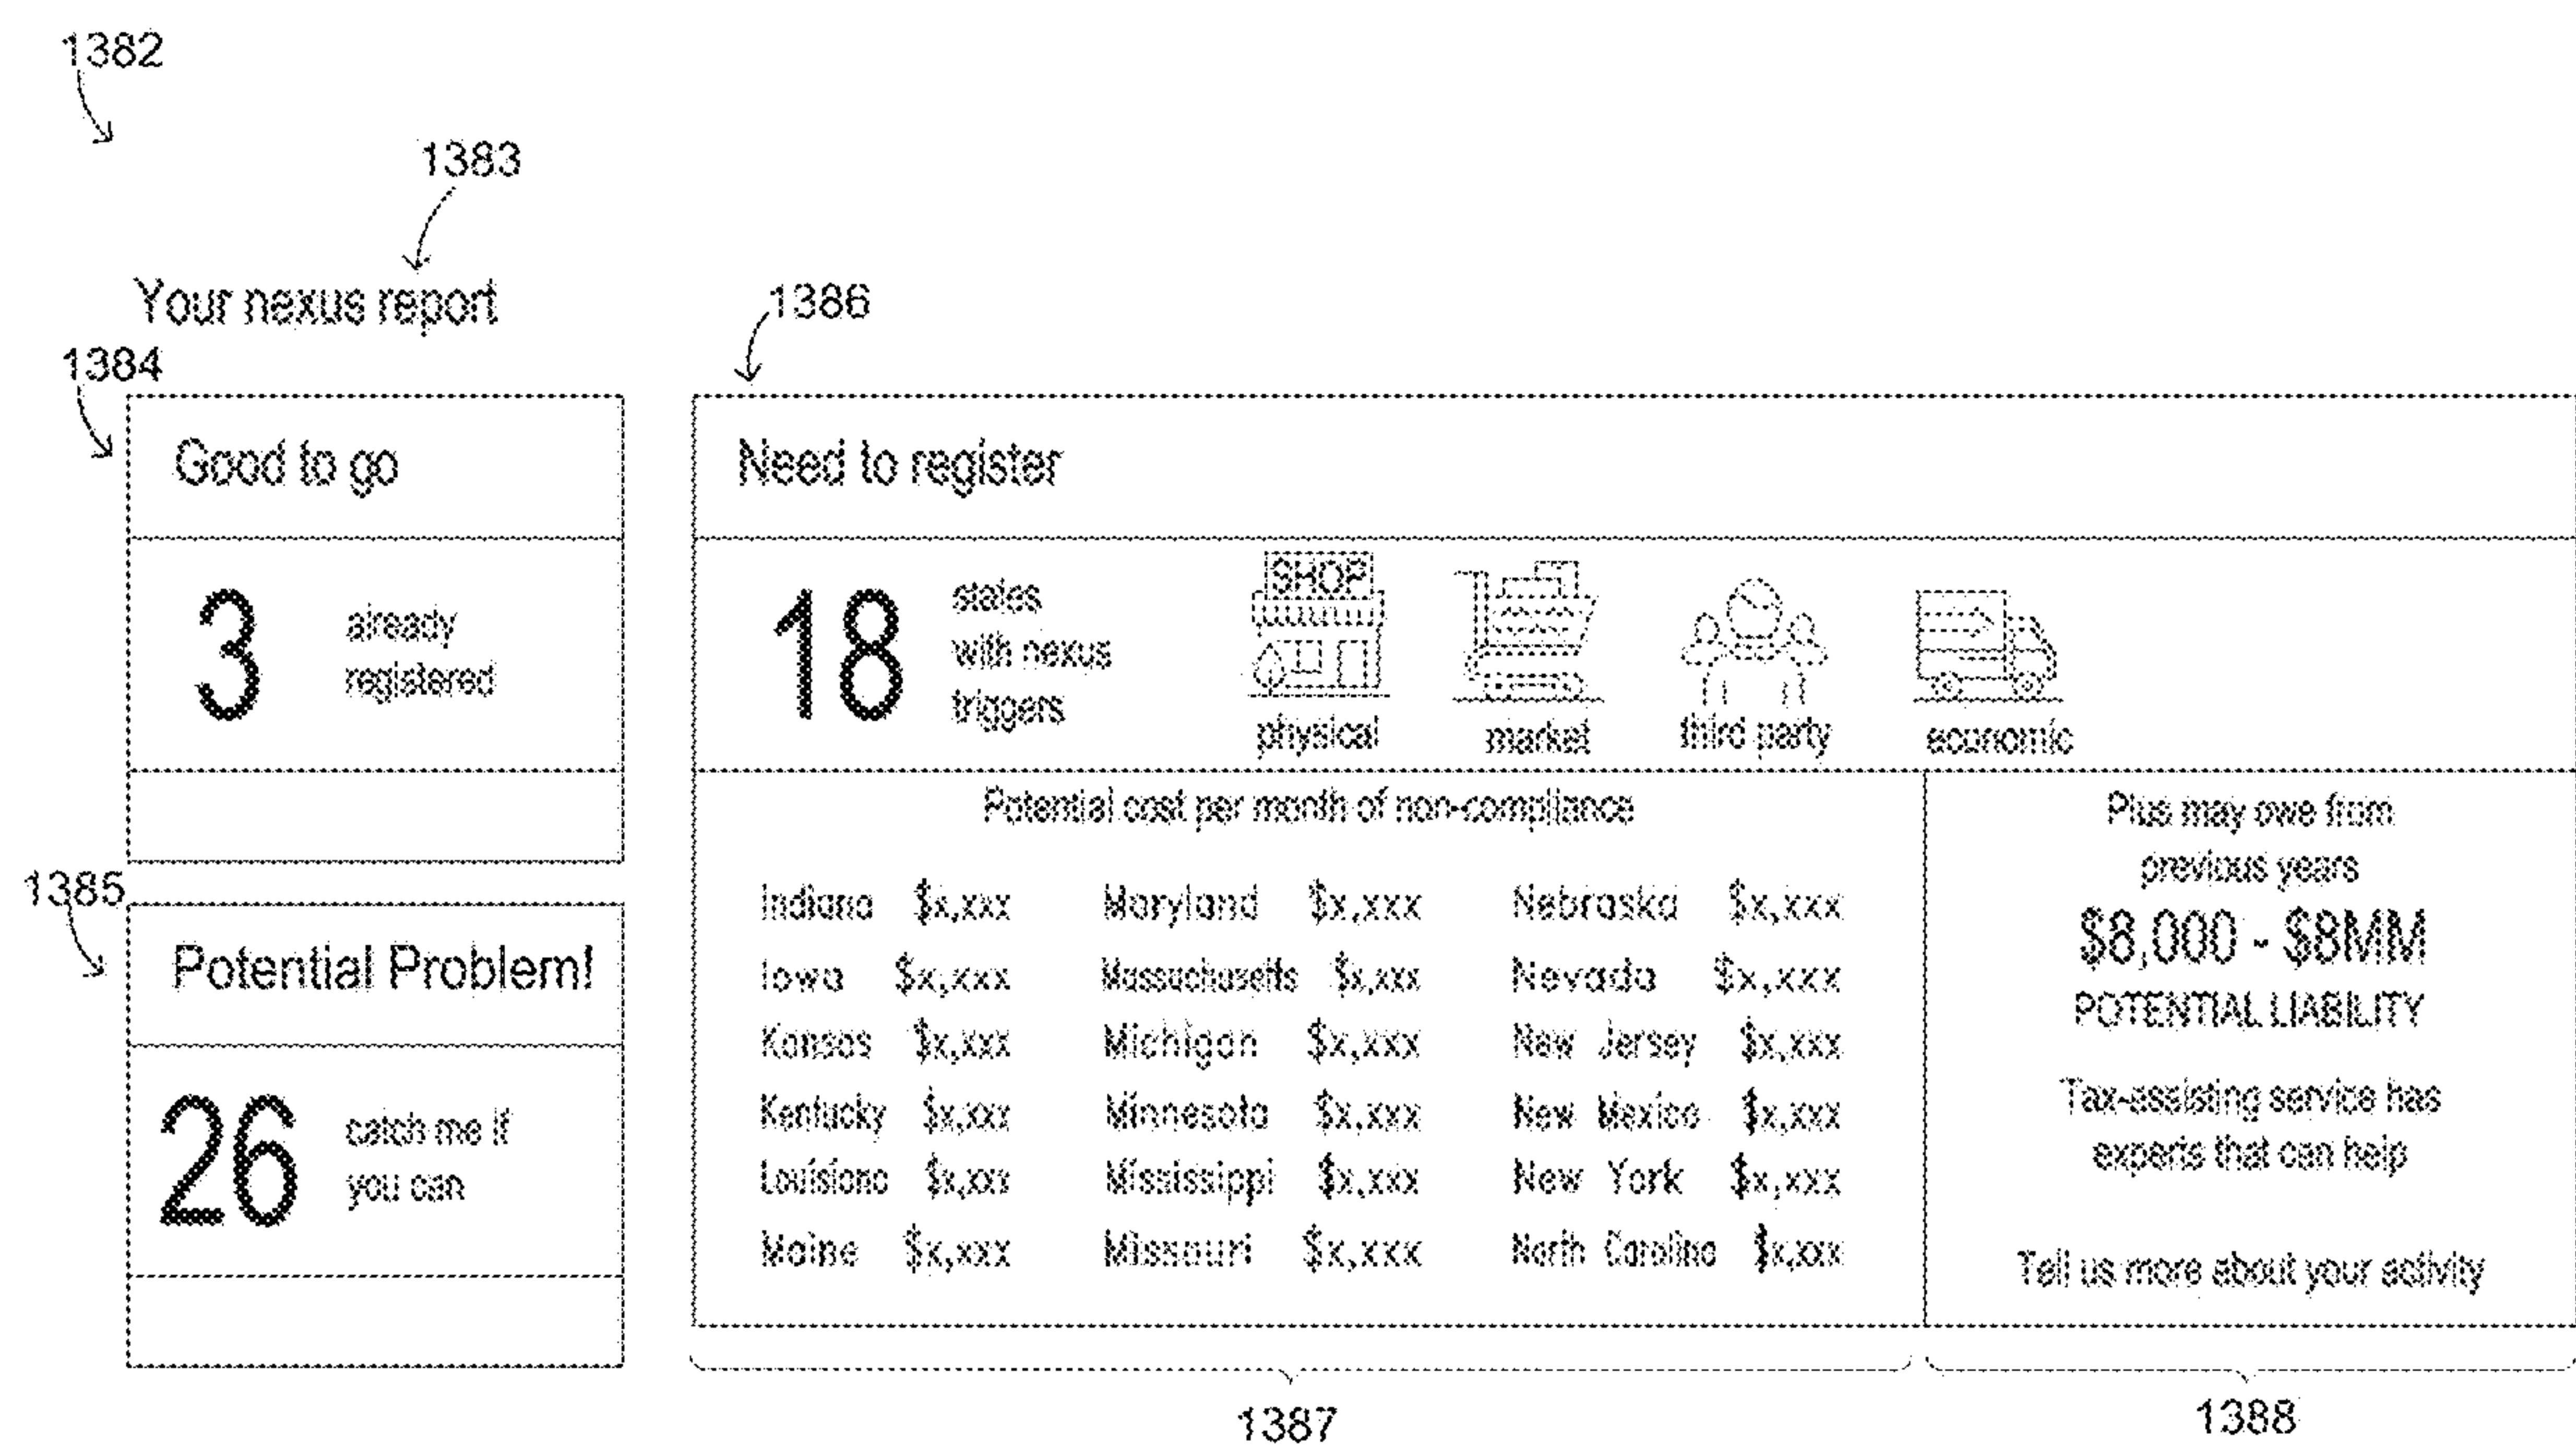 1382
1383
Your nexus report
1384
Good to go
3 already
registered
1385
Potential Problem!
26 catch me if
you can
1386
Need to register
18 states
with nexus
triggers
SHOP
physical market third party economic
Potential cost per month of non-compliance
Indiana $x,xxx Maryland $x,xxx Nebraska $x,xxx
Iowa $x,xxx Massachusetts $x,xxx Nevada $x,xxx
Kansas $x,xxx Michigan $x,xxx New Jersey $x,xxx
Kentucky $x,xxx Minnesota $x,xxx New Mexico $x,xxx
Louisiana $x,xxx Mississippi $x,xxx New York $x,xxx
Maine $x,xxx Missouri $x,xxx North Carolina $x,xxx
Plus may owe from
previous years
$8,000 - $8MM
POTENTIAL LIABILITY
Tax-assisting service has
experts that can help
Tell us more about your activity
1387
1388